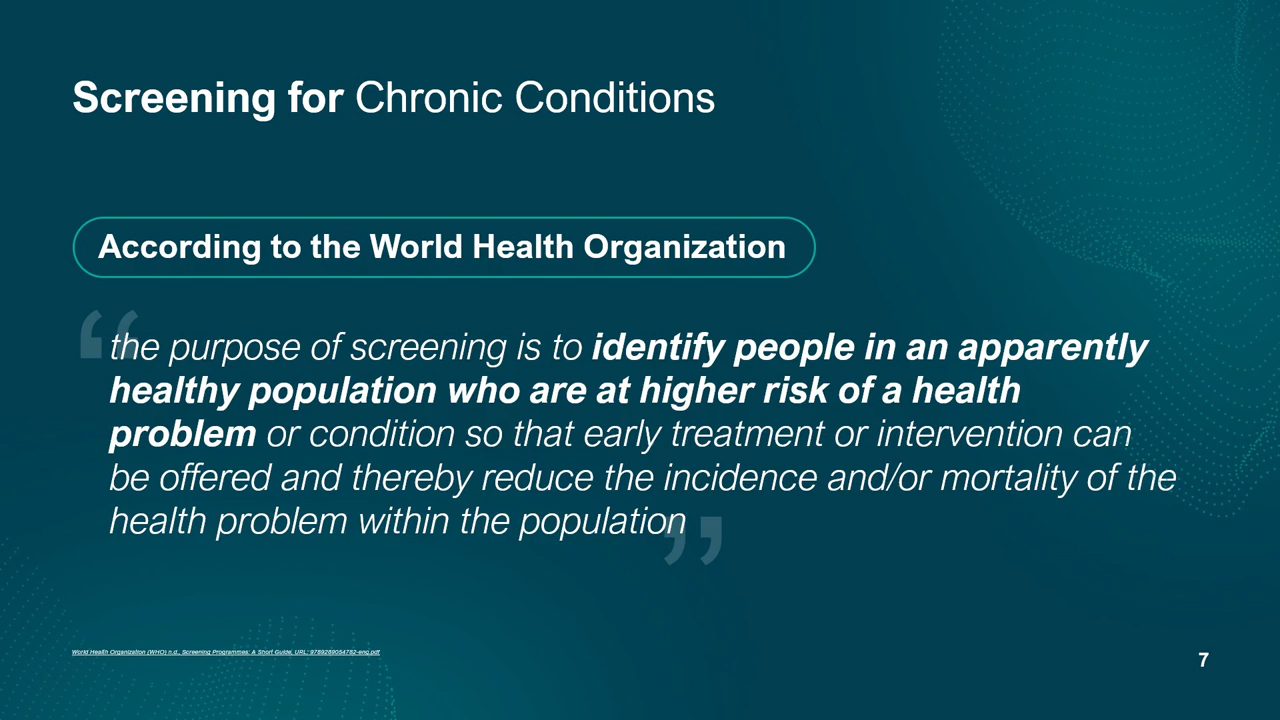 Screening for Chronic Conditions
According to the World Health Organization
“
the purpose of screening is to identify people in an apparently
healthy population who are at higher risk of a health
problem or condition so that early treatment or intervention can
be offered and thereby reduce the incidence and/or mortality of the
health problem within the population
”
World Health Organization (WHO) n.d., Screening Programmes: A Short Guide. URL: 9789289054782-eng.pdf
7